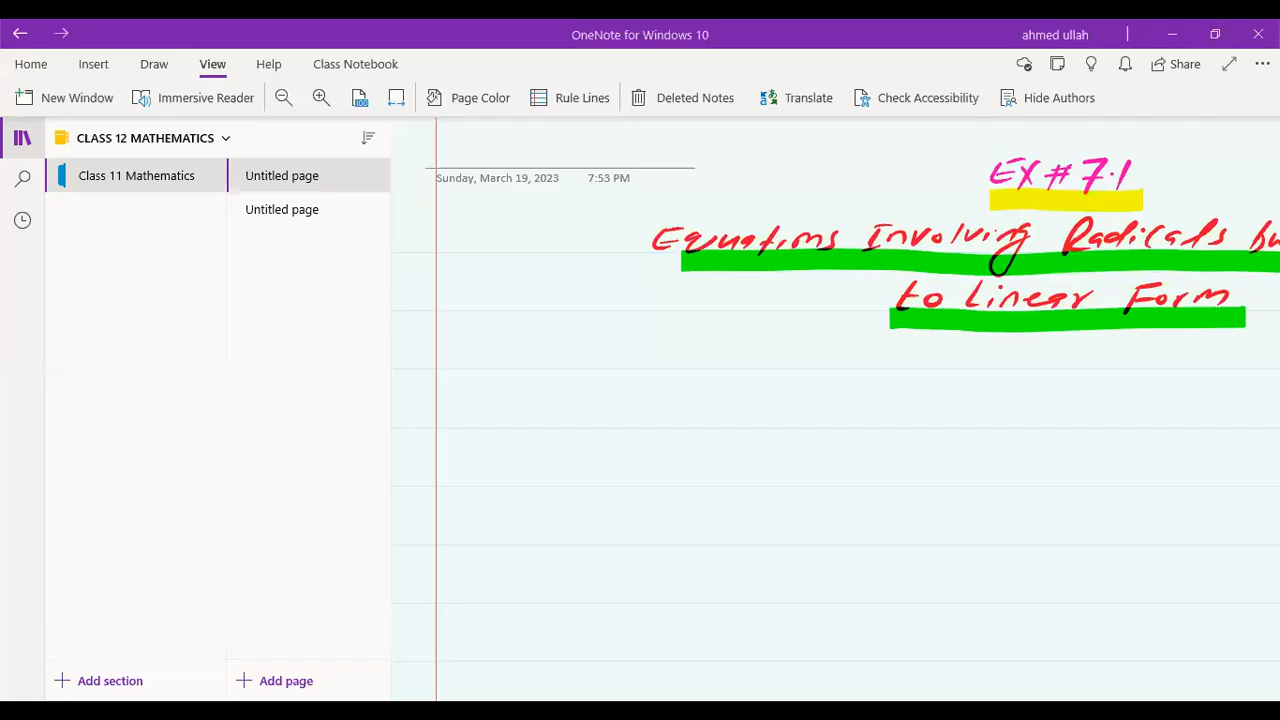 OneNote for Windows 10
ahmed ullah
Home Insert Draw View Help Class Notebook Share
New Window Immersive Reader Page Color Rule Lines Deleted Notes Translate Check Accessibility Hide Authors
CLASS 12 MATHEMATICS
Class 11 Mathematics
Untitled page
Untitled page
Sunday, March 19, 2023 7:53 PM
EX # 7.1
Equations Involving Radicals
to Linear Form
Add section
Add page